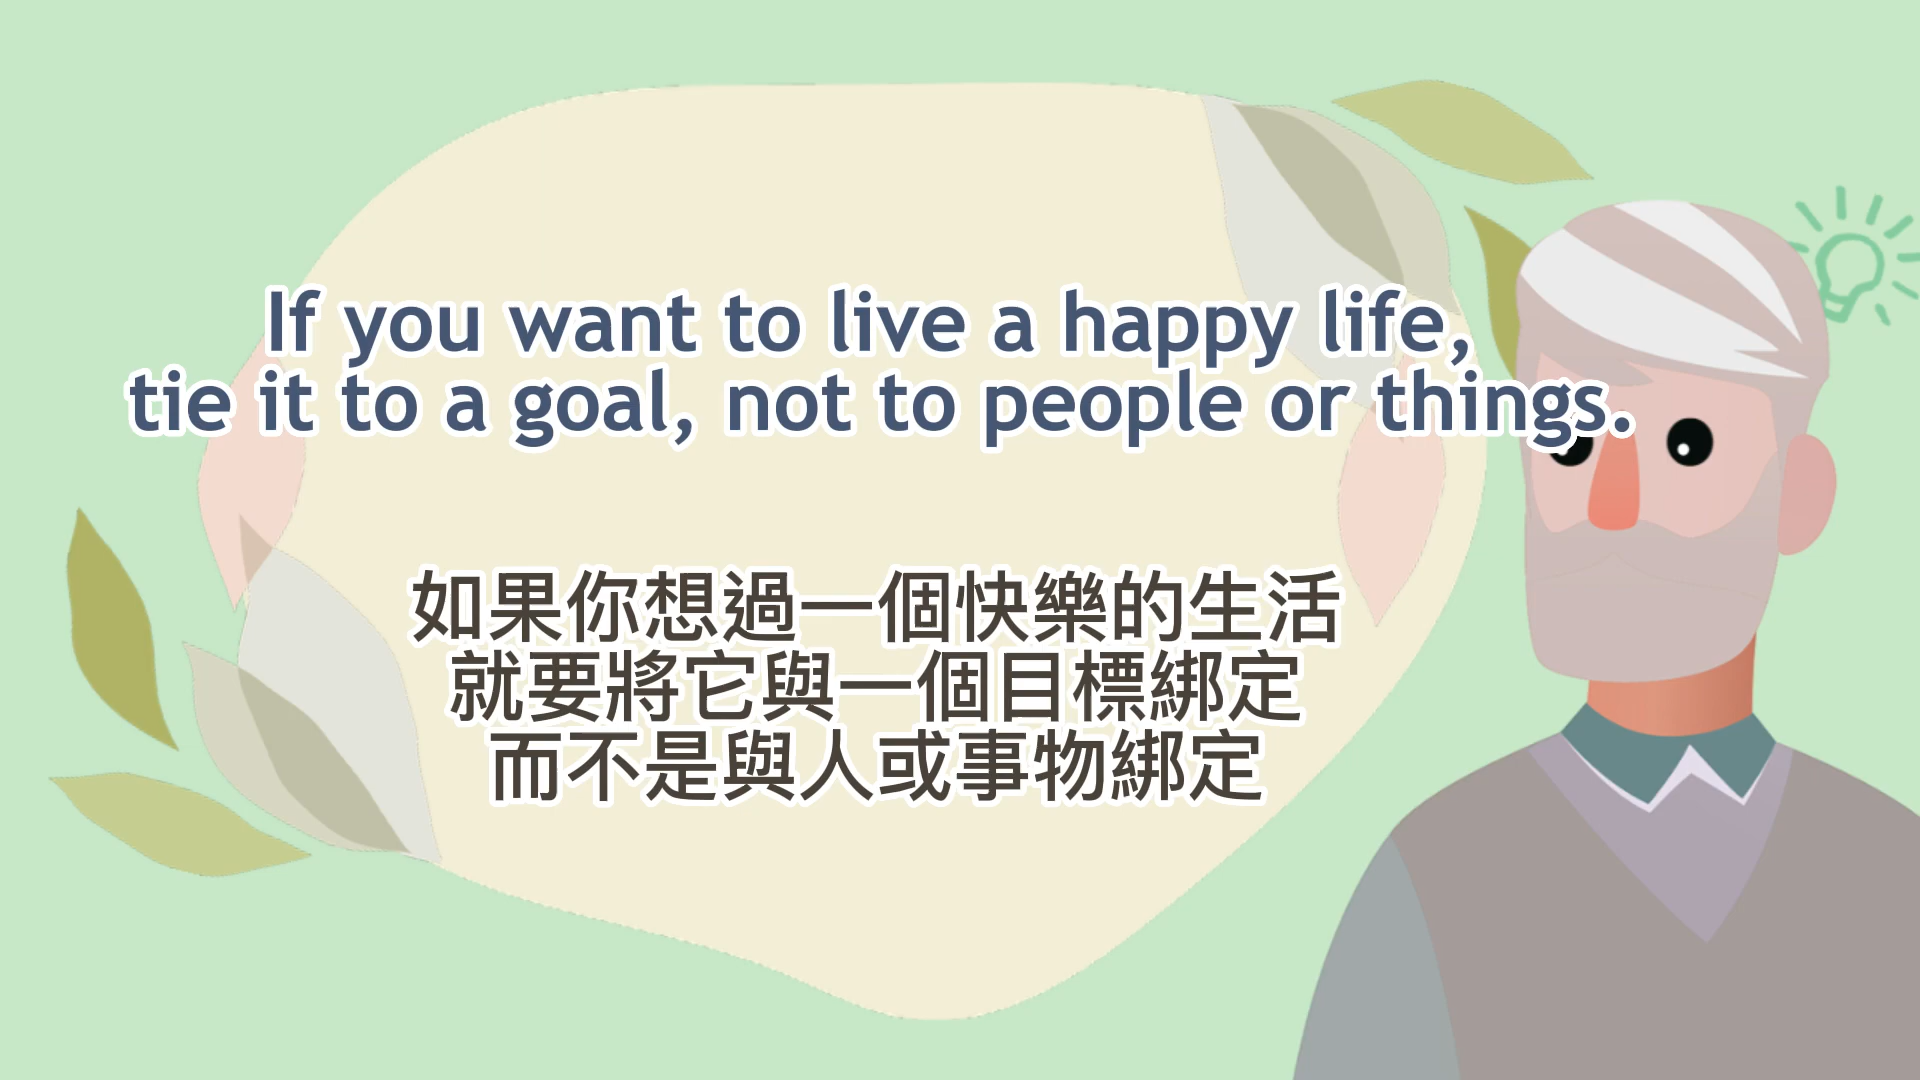 If you want to live a happy life,
tie it to a goal, not to people or things.
如果你想過一個快樂的生活
就要將它與一個目標綁定
而不是與人或事物綁定